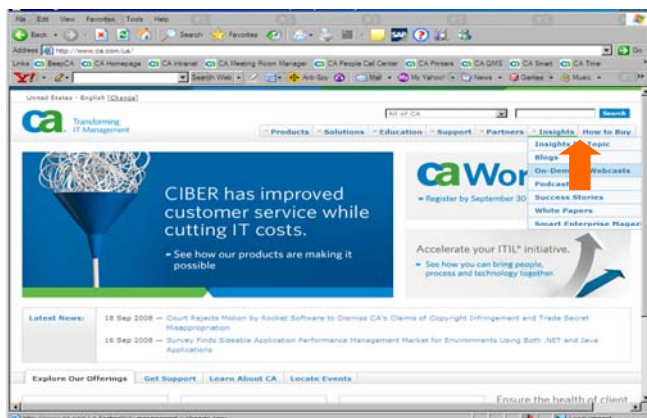 File Edit View Favorites Tools Help
Back Search Favorites
Address http://www.ca.com/us/ Go
Links BeepCA CA Homepage CA Intranet CA Meeting Room Manager CA People Call Center CA Printers CA GMS CA Smart CA Time
Y! Search Web Anti-Spy Mail My Yahoo! News Games Music
United States - English [Change]
All of CA Search
ca Transforming
IT Management
Products Solutions Education Support Partners Insights How to Buy
Insights Topic
Blogs
On-Demand Webcasts
Podcast
Success Stories
White Papers
Smart Enterprise Magazi
CIBER has improved
customer service while
cutting IT costs.
See how our products are making it
possible
ca Wor
Register by September 30
Accelerate your ITIL® initiative.
See how you can bring people,
process and technology together.
Latest News: 18 Sep 2008 — Court Rejects Motion by Rocket Software to Dismiss CA's Claims of Copyright Infringement and Trade Secret
Misappropriation
16 Sep 2008 — Survey Finds Sizeable Application Performance Management Market for Environments Using Both .NET and Java
Applications
Explore Our Offerings Get Support Learn About CA Locate Events
Ensure the health of client